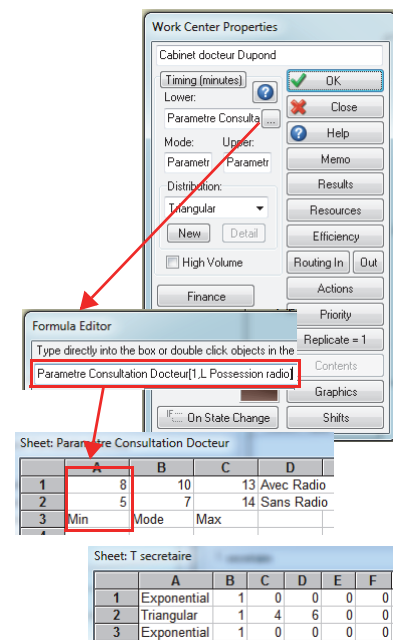 Work Center Properties
Cabinet docteur Dupond
Timing (minutes)
Lower:
Parametre Consulta ...
Mode: Upper:
Parametr Parametr
Distribution:
Triangular
New Detail
High Volume
Finance
On State Change
OK
Close
Help
Memo
Results
Resources
Efficiency
Routing In Out
Actions
Priority
Replicate = 1
Contents
Graphics
Shifts
Formula Editor
Type directly into the box or double click objects in the
Parametre Consultation Docteur[1,L Possession radio]
Sheet: Parametre Consultation Docteur
A B C D
1 8 10 13 Avec Radio
2 5 7 14 Sans Radio
3 Min Mode Max
Sheet: T secretaire
A B C D E F
1 Exponential 1 0 0 0 0
2 Triangular 1 4 6 0 0
3 Exponential 1 0 0 0 0